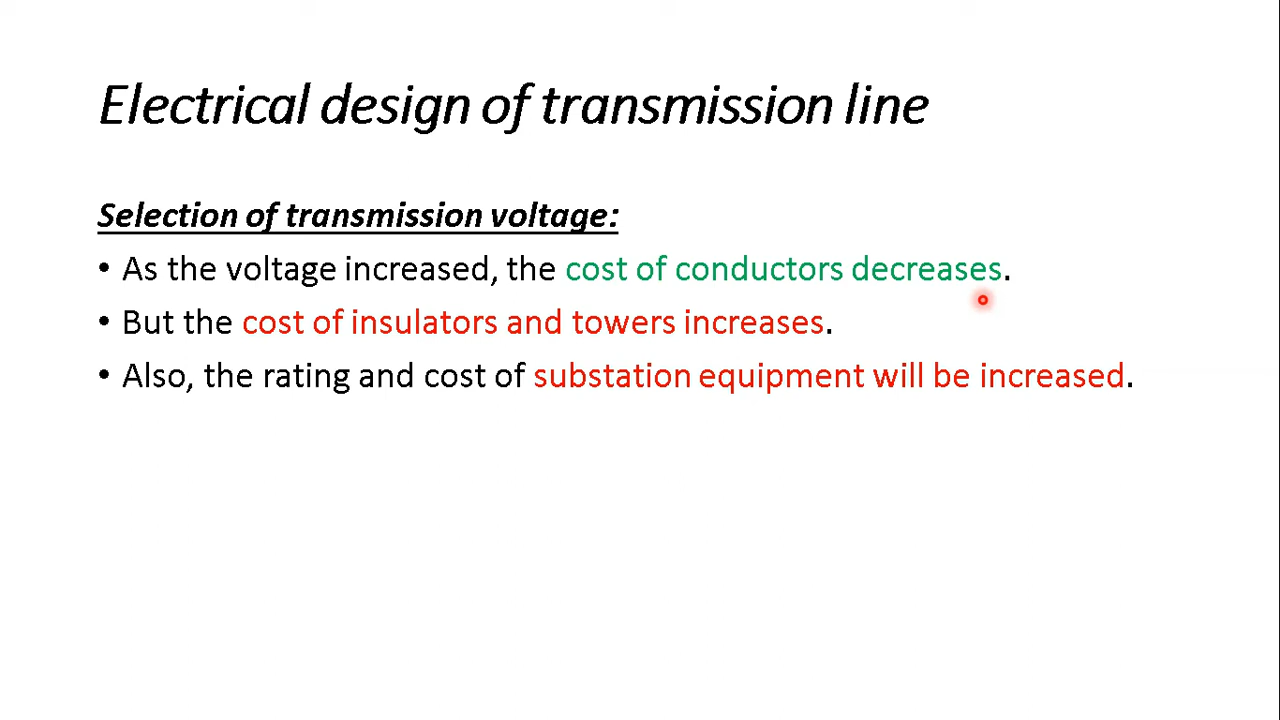 Electrical design of transmission line
Selection of transmission voltage:
• As the voltage increased, the cost of conductors decreases.
• But the cost of insulators and towers increases.
• Also, the rating and cost of substation equipment will be increased.